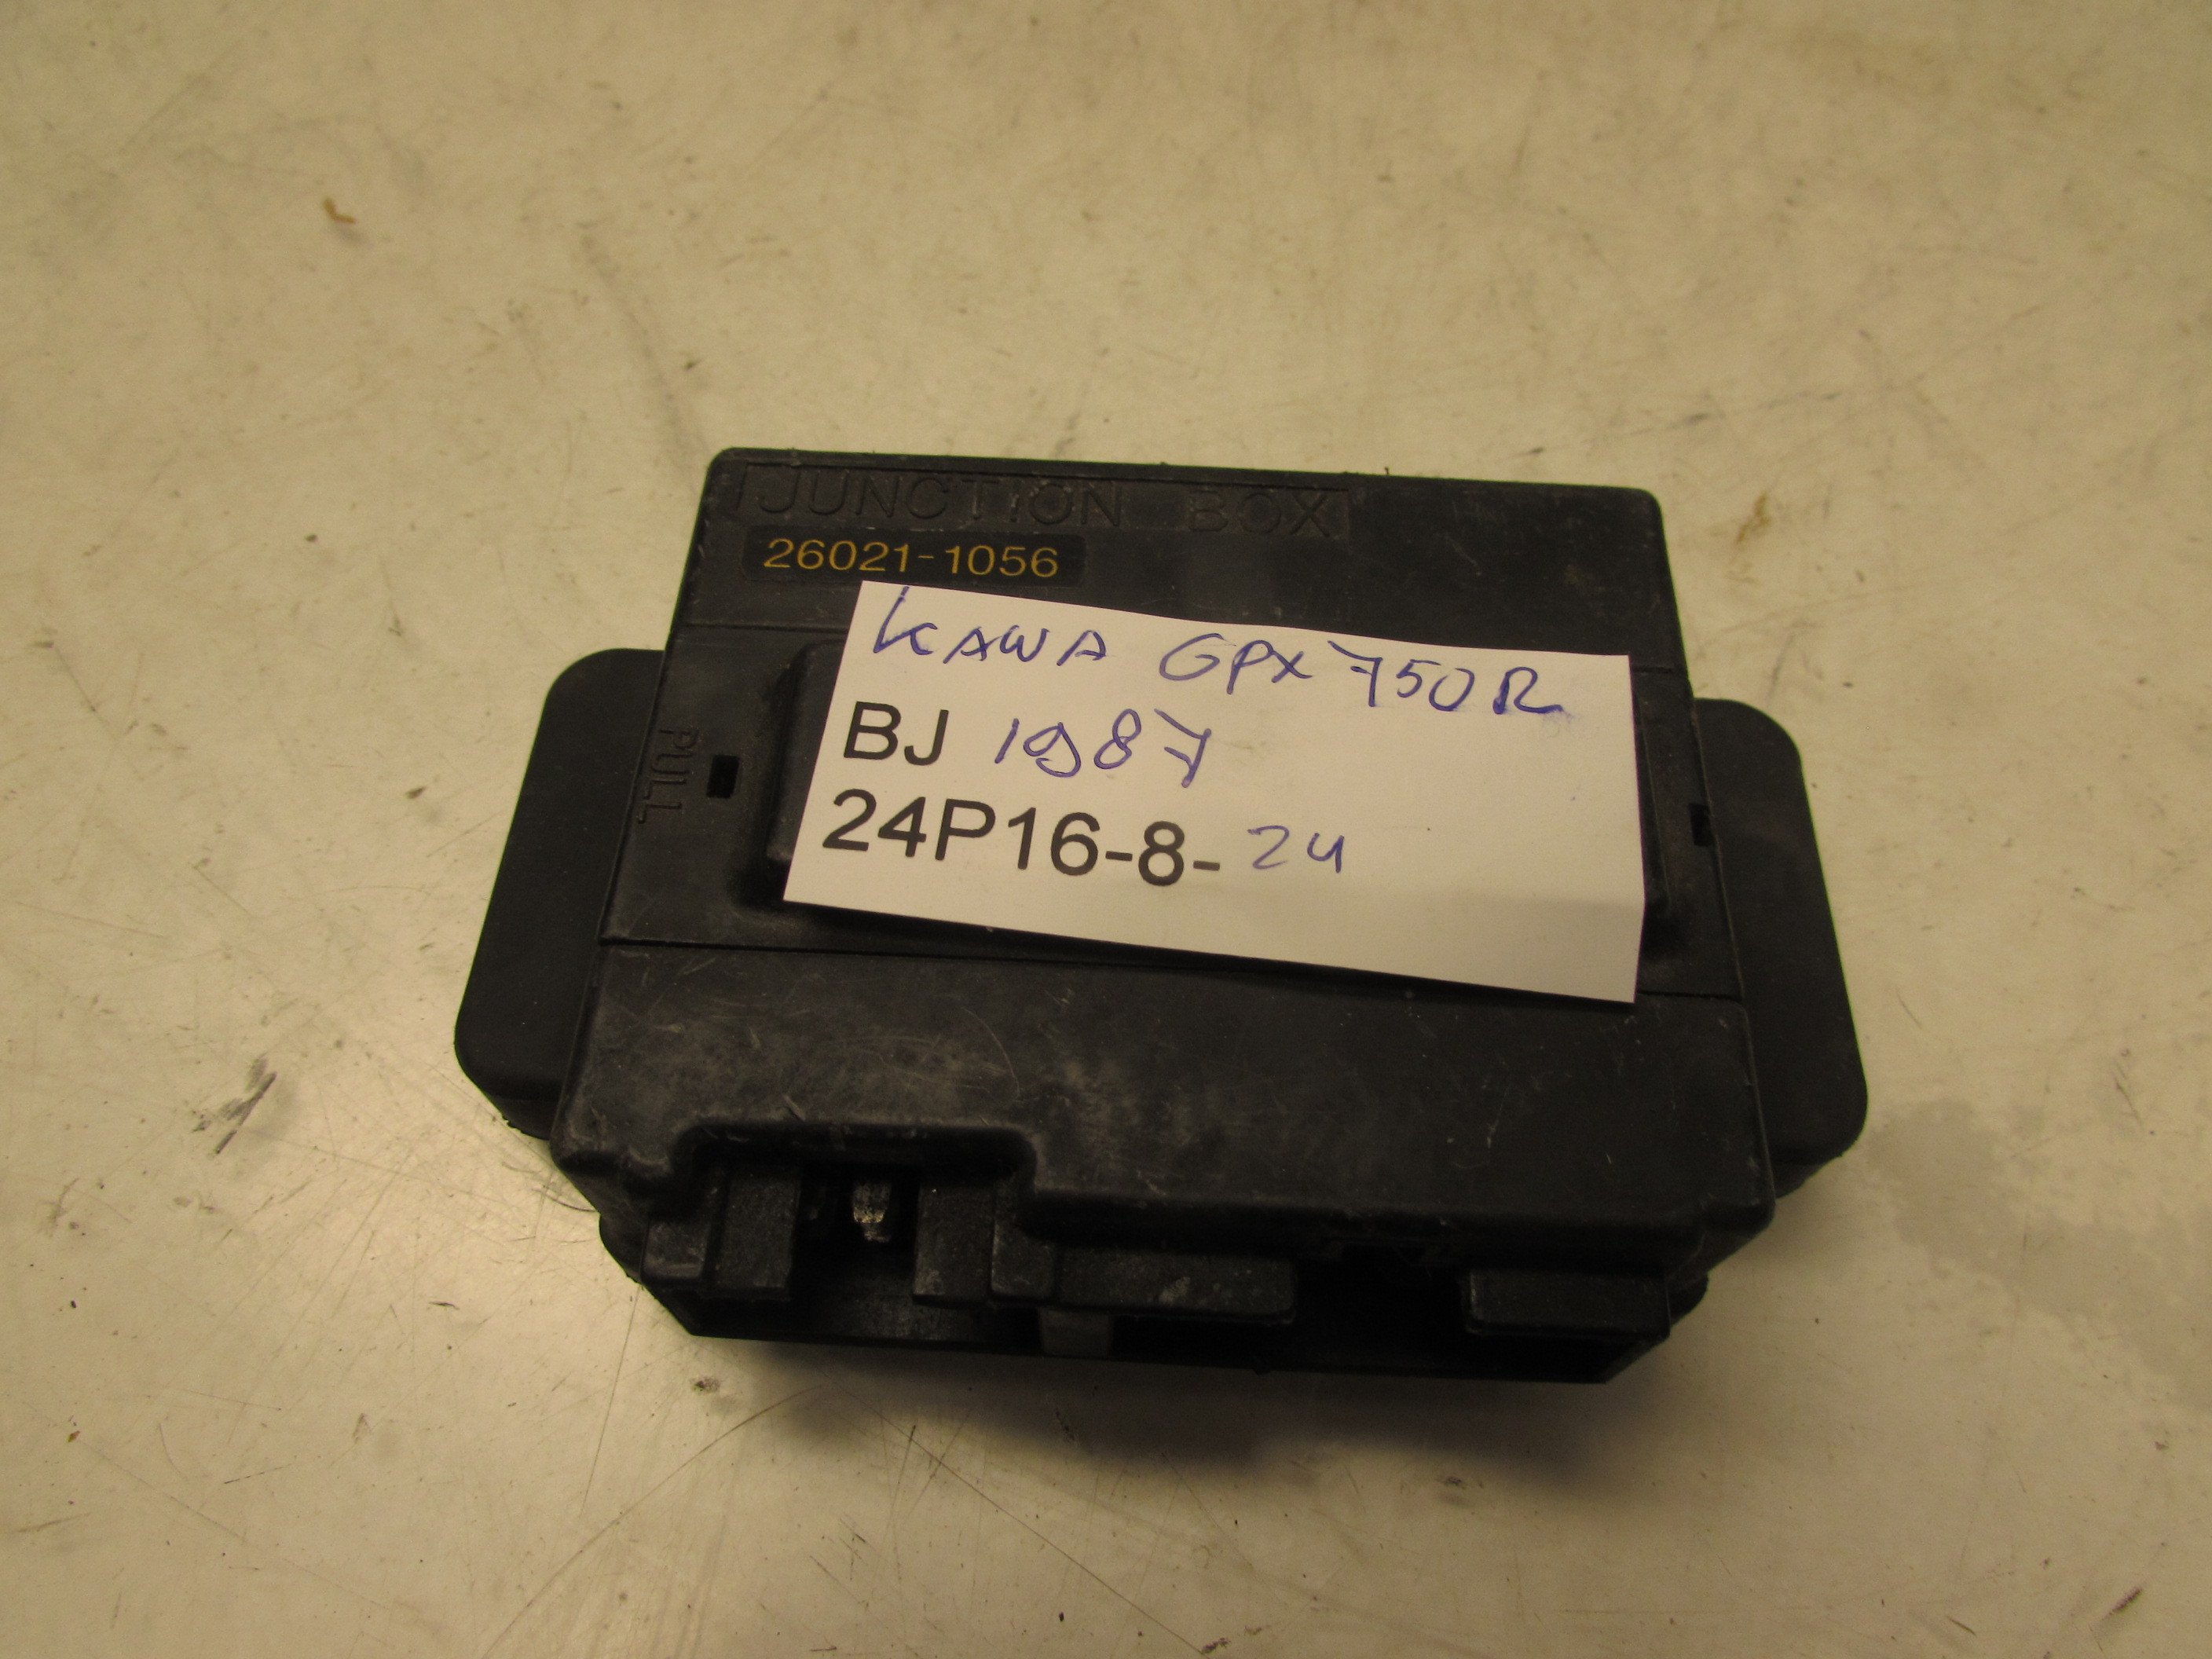 JUNCTION BOX
26021-1056
KAWA GPX 750R
BJ 1987
24P16-8-24
PULL